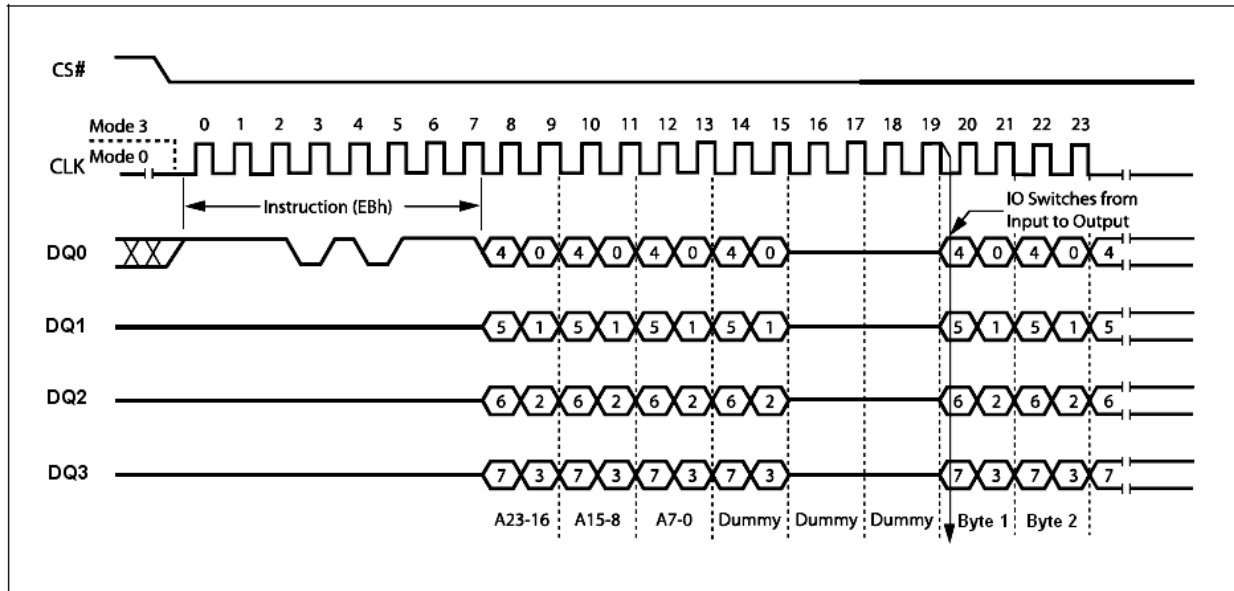 CS#
Mode 3
0 1 2 3 4 5 6 7 8 9 10 11 12 13 14 15 16 17 18 19 20 21 22 23
CLK
Mode 0
Instruction (EBh)
IO Switches from
Input to Output
DQ0
4 0 4 0 4 0 4 0 4 0 4 0 4
DQ1
5 1 5 1 5 1 5 1 5 1 5 1 5
DQ2
6 2 6 2 6 2 6 2 6 2 6 2 6
DQ3
7 3 7 3 7 3 7 3 7 3 7 3 7
A23-16 A15-8 A7-0 Dummy Dummy Dummy Byte 1 Byte 2